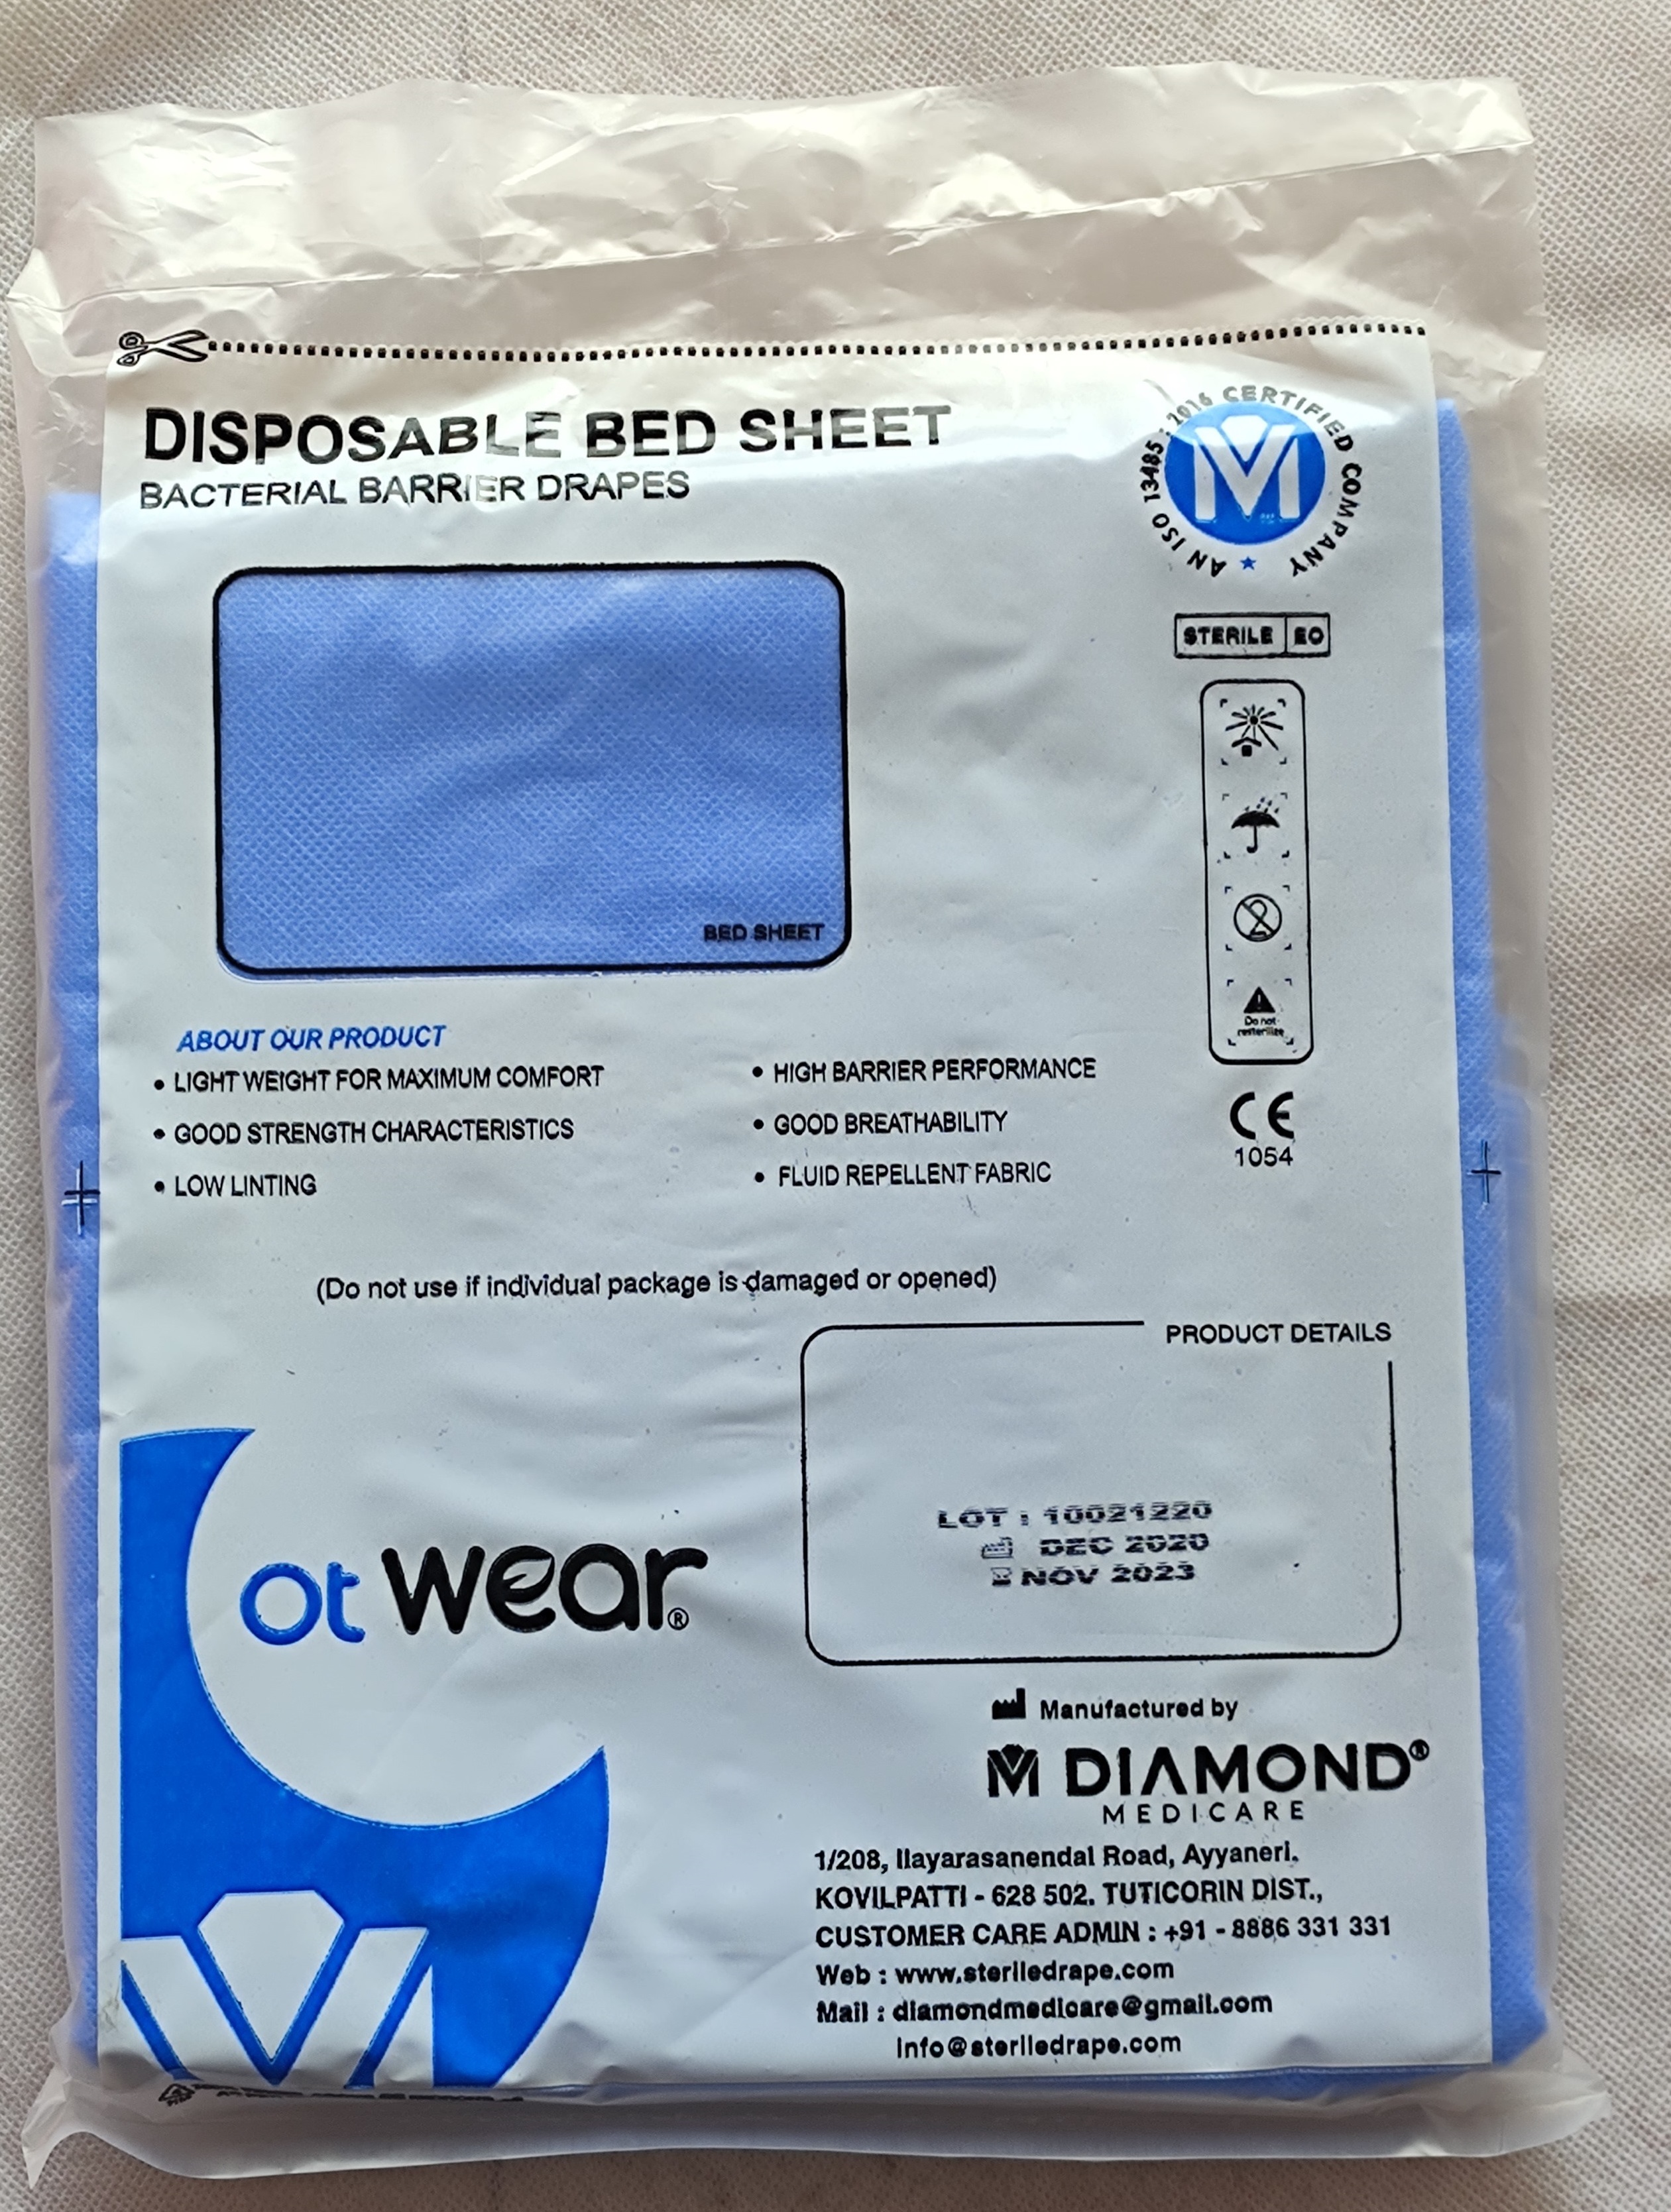 DISPOSABLE BED SHEET
BACTERIAL BARRIER DRAPES
AN ISO 13485 : 2016 CERTIFIED COMPANY
STERILE EO
BED SHEET
2
Do not
resterilize
CE
1054
ABOUT OUR PRODUCT
• LIGHT WEIGHT FOR MAXIMUM COMFORT
• GOOD STRENGTH CHARACTERISTICS
• LOW LINTING
• HIGH BARRIER PERFORMANCE
• GOOD BREATHABILITY
• FLUID REPELLENT FABRIC
(Do not use if individual package is damaged or opened)
PRODUCT DETAILS
LOT : 10021220
DEC 2020
NOV 2023
ot wear®
Manufactured by
DIAMOND®
MEDICARE
1/208, Ilayarasanendal Road, Ayyaneri.
KOVILPATTI - 628 502. TUTICORIN DIST.,
CUSTOMER CARE ADMIN : +91 - 8886 331 331
Web : www.steriledrape.com
Mail : diamondmedicare@gmail.com
info@steriledrape.com